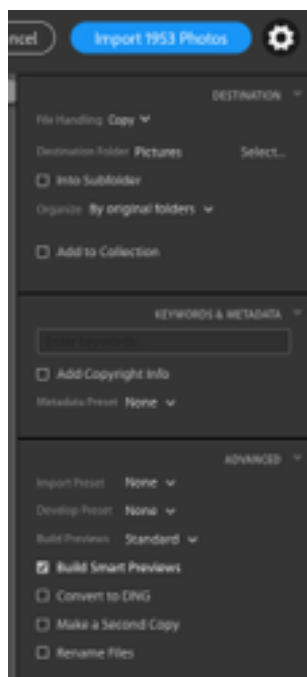 ncel Import 1953 Photos
DESTINATION
File Handling Copy
Destination Folder Pictures Select...
Into Subfolder
Organize By original folders
Add to Collection
KEYWORDS & METADATA
Enter keywords...
Add Copyright Info
Metadata Preset None
ADVANCED
Import Preset None
Develop Preset None
Build Previews Standard
Build Smart Previews
Convert to DNG
Make a Second Copy
Rename Files